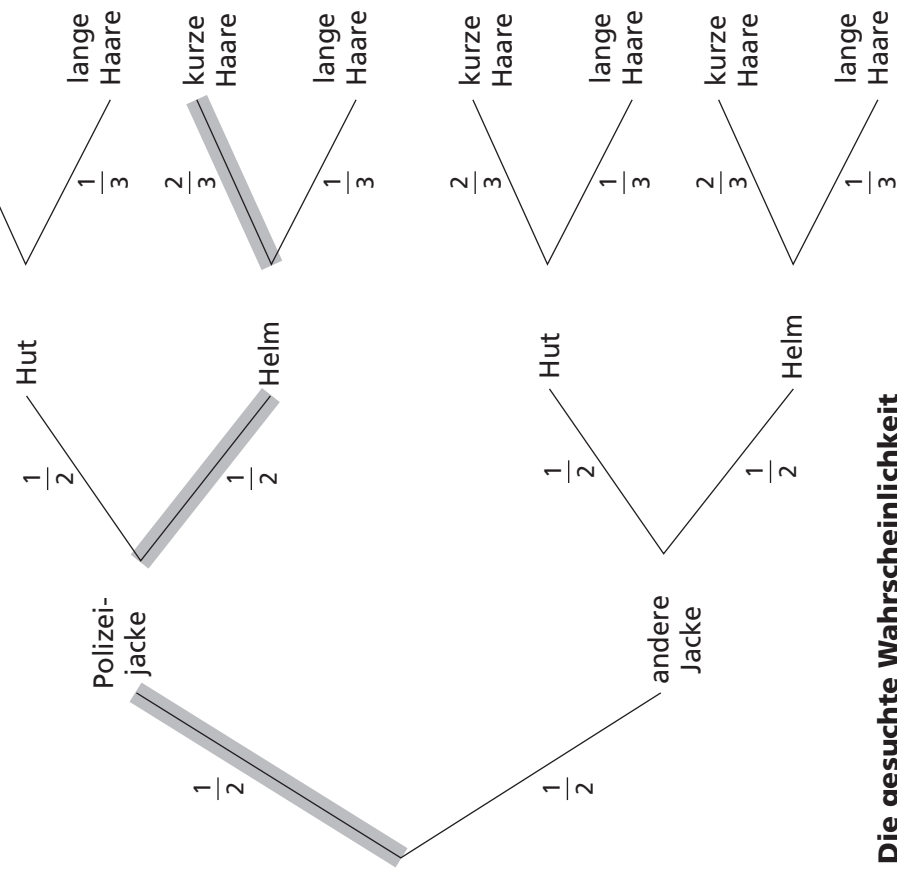 1
2
1
2
Polizei-
jacke
andere
Jacke
1
2
1
2
1
2
1
2
Hut
Helm
Hut
Helm
1
3
2
3
1
3
2
3
1
3
2
3
1
3
lange
Haare
kurze
Haare
lange
Haare
kurze
Haare
lange
Haare
kurze
Haare
lange
Haare
Die gesuchte Wahrscheinlichkeit